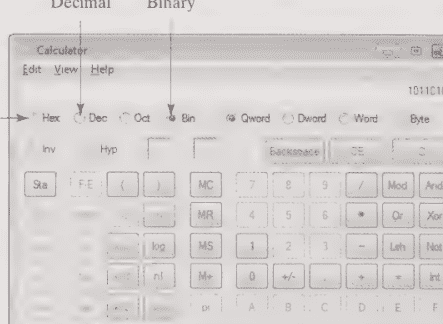 Decimal Binary
Calculator
Edit View Help
1011010
Hex Dec Oct Bin Qword Dword Word Byte
Inv Hyp Backspace CE C
Sta F-E ( ) MC 7 8 9 / Mod And
MR 4 5 6 * Or Xor
log MS 1 2 3 - Lsh Not
n! M+ 0 +/- . + = Int
A B C D E F